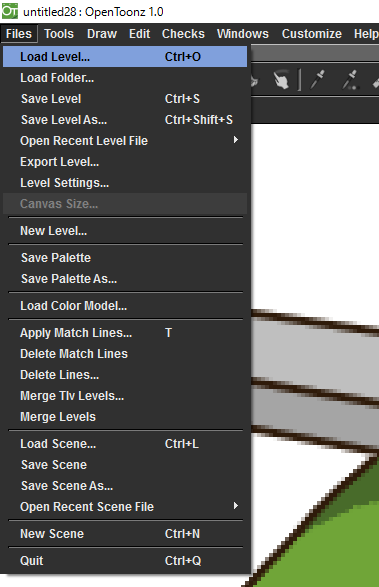 untitled28 : OpenToonz 1.0
Files Tools Draw Edit Checks Windows Customize Help
Load Level... Ctrl+O
Load Folder...
Save Level Ctrl+S
Save Level As... Ctrl+Shift+S
Open Recent Level File
Export Level...
Level Settings...
Canvas Size...
New Level...
Save Palette
Save Palette As...
Load Color Model...
Apply Match Lines... T
Delete Match Lines
Delete Lines...
Merge Tlv Levels...
Merge Levels
Load Scene... Ctrl+L
Save Scene
Save Scene As...
Open Recent Scene File
New Scene Ctrl+N
Quit Ctrl+Q